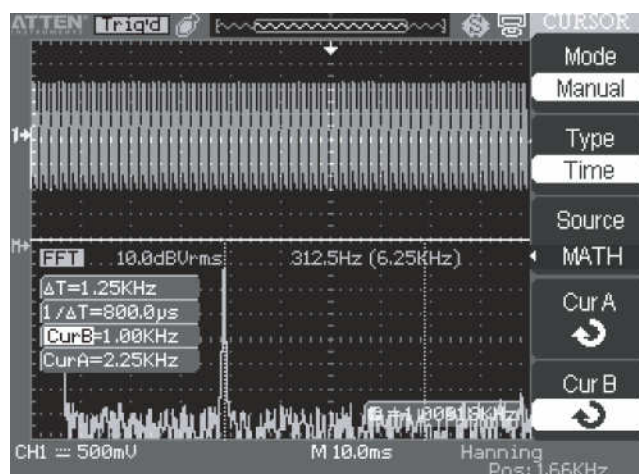 ATTEN INSTRUMENTS Trig'd CURSOR
Mode
Manual
Type
Time
Source
MATH
Cur A
Cur B
1
M
FFT 10.0dBVrms 312.5Hz (6.25KHz)
ΔT=1.25KHz
1/ΔT=800.0μs
CurB=1.00KHz
CurA=2.25KHz
CH1 500mV M 10.0ms Hanning
Pos: